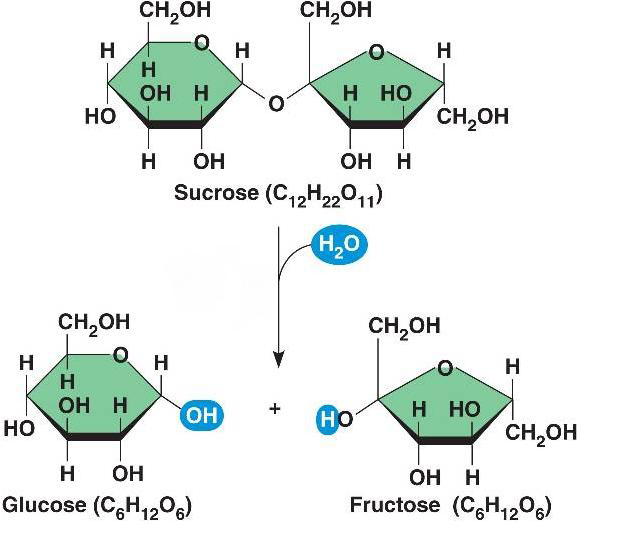 CH₂OH CH₂OH
H O H O H
H
OH H H HO
HO O CH₂OH
H OH OH H
Sucrose (C₁₂H₂₂O₁₁)
H₂O
CH₂OH CH₂OH
H O H O H
H
OH H OH + HO H HO
HO CH₂OH
H OH OH H
Glucose (C₆H₁₂O₆) Fructose (C₆H₁₂O₆)